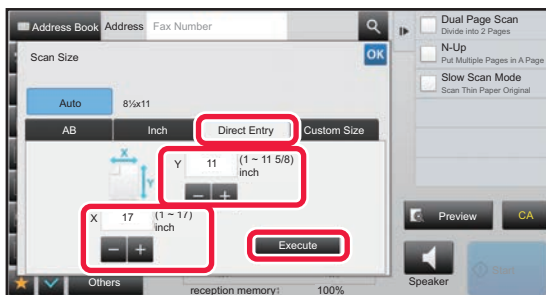 Address Book
Address
Fax Number
Scan Size
OK
Auto
8½x11
AB
Inch
Direct Entry
Custom Size
X
Y
Y
11
(1 ~ 11 5/8)
inch
X
17
(1 ~ 17)
inch
Execute
Others
reception memory:
100%
Dual Page Scan
Divide into 2 Pages
N-Up
Put Multiple Pages in A Page
Slow Scan Mode
Scan Thin Paper Original
Preview
CA
Speaker
Start